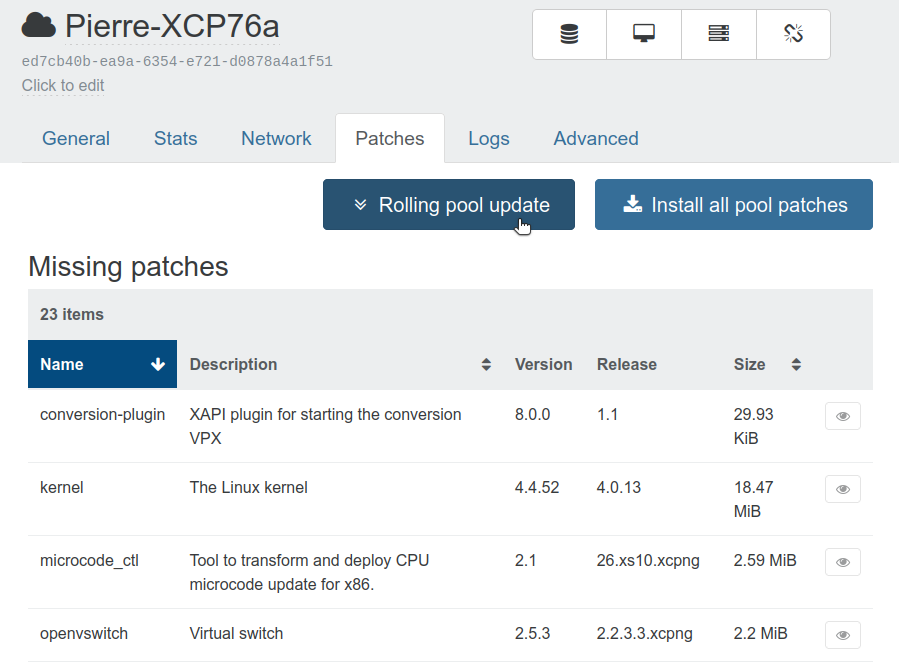 Pierre-XCP76a
ed7cb40b-ea9a-6354-e721-d0878a4a1f51
Click to edit
General Stats Network Patches Logs Advanced
Rolling pool update Install all pool patches
Missing patches
23 items
Name Description Version Release Size
conversion-plugin XAPI plugin for starting the conversion 8.0.0 1.1 29.93
VPX KiB
kernel The Linux kernel 4.4.52 4.0.13 18.47
MiB
microcode_ctl Tool to transform and deploy CPU 2.1 26.xs10.xcpng 2.59 MiB
microcode update for x86.
openvswitch Virtual switch 2.5.3 2.2.3.3.xcpng 2.2 MiB